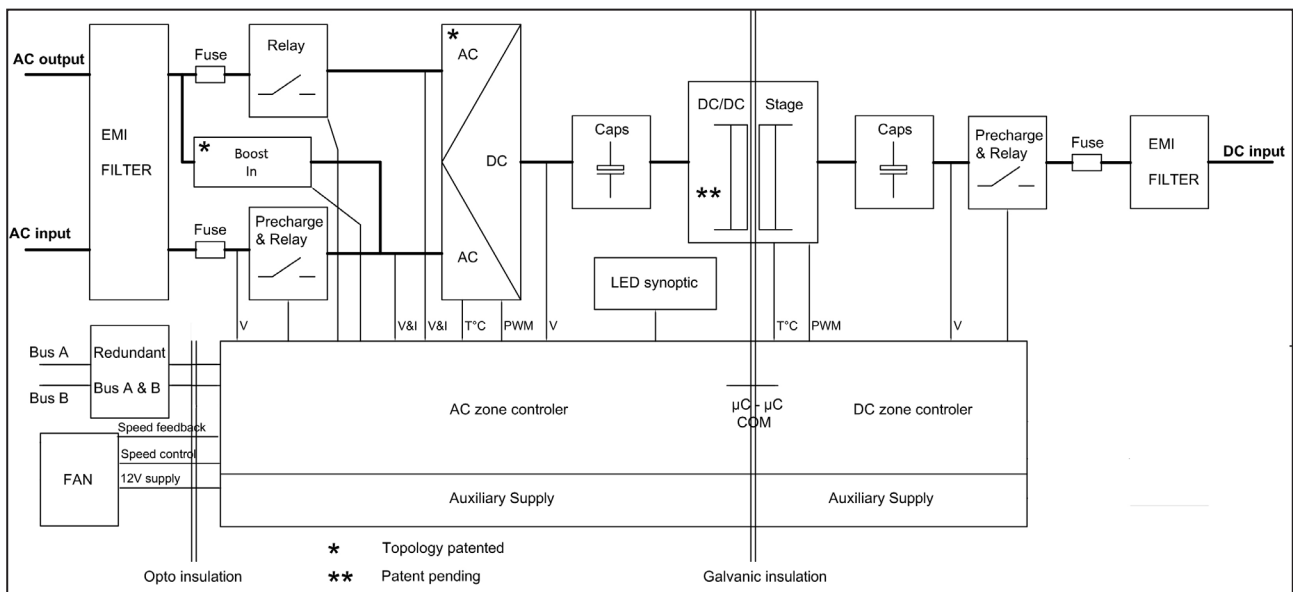 AC output
EMI
FILTER
AC input
Fuse
Relay
*
Boost
In
Fuse
Precharge
& Relay
*
AC
DC
AC
Caps
DC/DC
Stage
**
Caps
Precharge
& Relay
Fuse
EMI
FILTER
DC input
LED synoptic
V
V&I
V&I
T°C
PWM
V
T°C
PWM
V
Bus A
Bus B
Redundant
Bus A & B
AC zone controler
µC - µC
COM
DC zone controler
Speed feedback
Speed control
12V supply
FAN
Auxiliary Supply
Auxiliary Supply
* Topology patented
** Patent pending
Opto insulation
Galvanic insulation